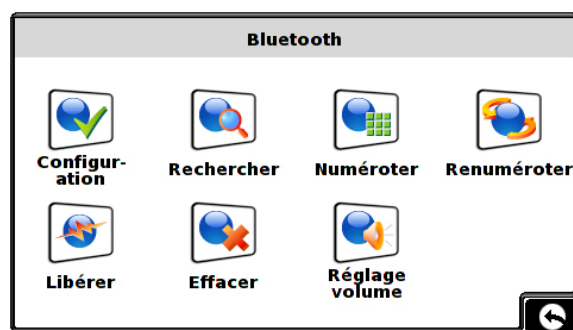 Bluetooth
Configur-
ation
Rechercher
Numéroter
Renuméroter
Libérer
Effacer
Réglage
volume